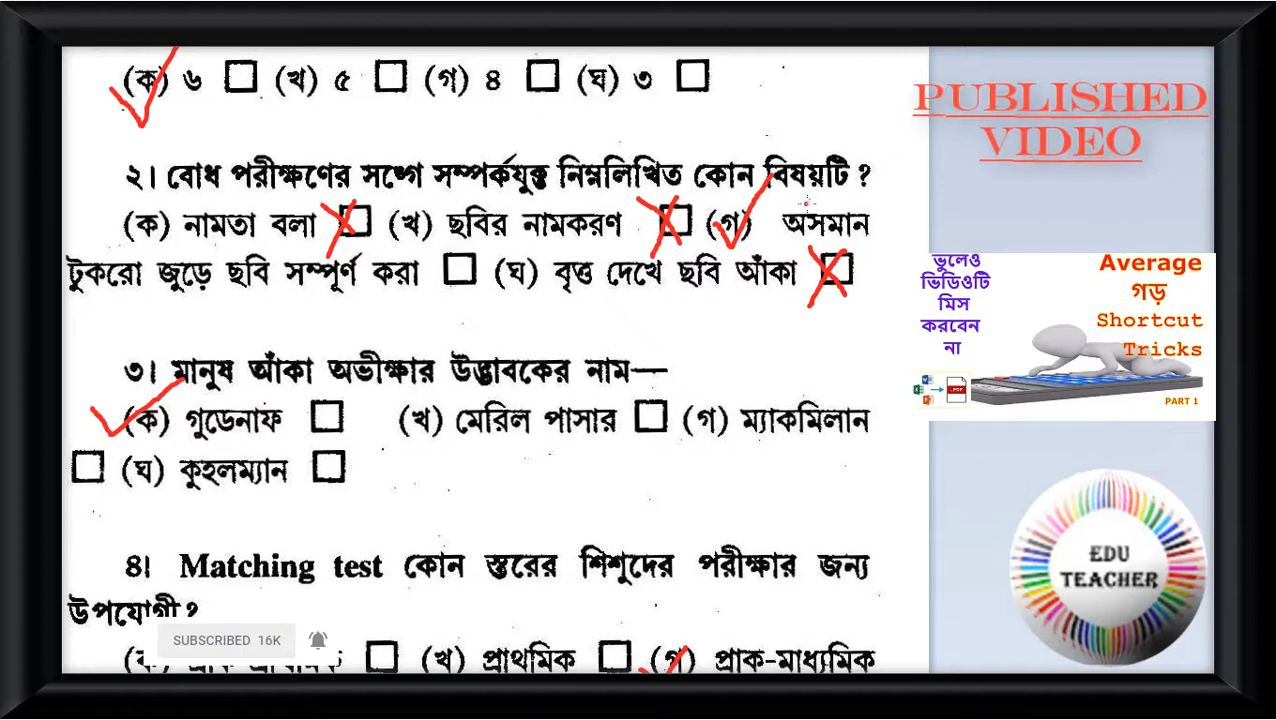 (ক) ৬ (খ) ৫ (গ) ৪ (ঘ) ৩
২। বোধ পরীক্ষণের সঙ্গে সম্পর্কযুক্ত নিম্নলিখিত কোন বিষয়টি ?
(ক) নামতা বলা (খ) ছবির নামকরণ (গ) অসমান
টুকরো জুড়ে ছবি সম্পূর্ণ করা (ঘ) বৃত্ত দেখে ছবি আঁকা
৩। মানুষ আঁকা অভীক্ষার উদ্ভাবকের নাম—
(ক) গুডেনাফ (খ) মেরিল পাসার (গ) ম্যাকমিলান
(ঘ) কুহলম্যান
৪। Matching test কোন স্তরের শিশুদের পরীক্ষার জন্য
উপযোগী?
(খ) প্রাথমিক (গ) প্রাক-মাধ্যমিক
SUBSCRIBED 16K
PUBLISHED
VIDEO
ভুলেও
ভিডিওটি
মিস
করবেন
না
Average
গড়
Shortcut
Tricks
PDF
PART 1
EDU
TEACHER